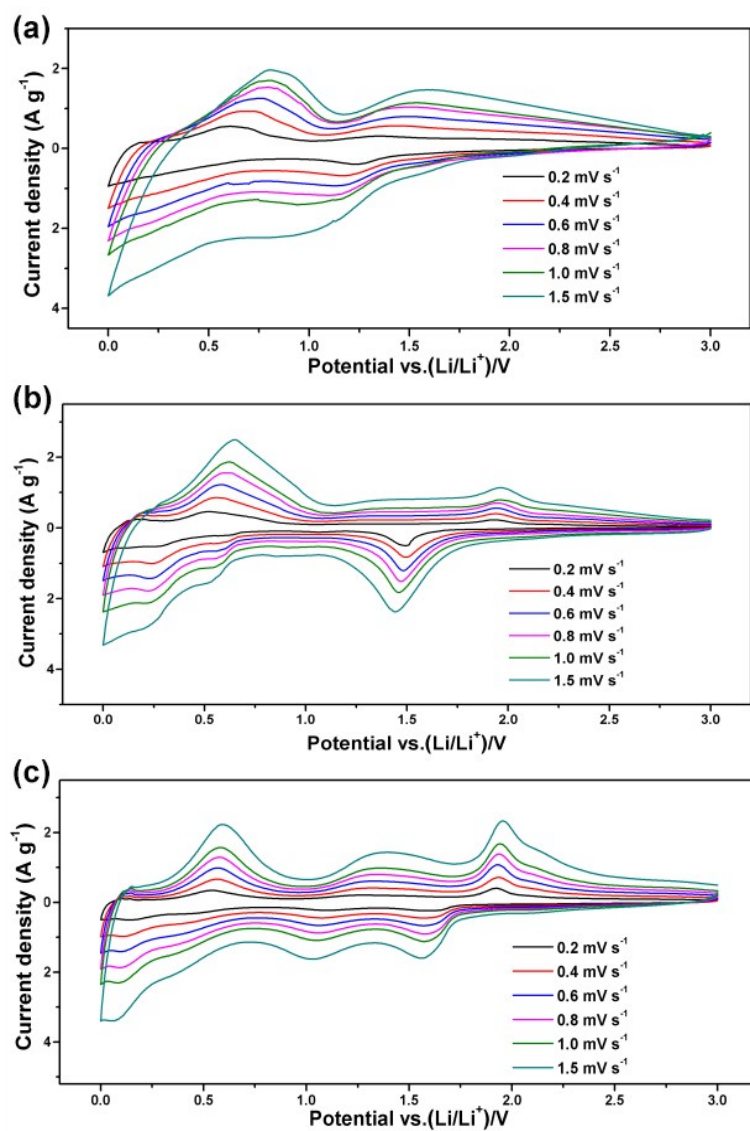 (a)
Current density (A g⁻¹)
2
0
2
4
0.2 mV s⁻¹
0.4 mV s⁻¹
0.6 mV s⁻¹
0.8 mV s⁻¹
1.0 mV s⁻¹
1.5 mV s⁻¹
0.0 0.5 1.0 1.5 2.0 2.5 3.0
Potential vs.(Li/Li⁺)/V
(b)
Current density (A g⁻¹)
2
0
2
4
0.2 mV s⁻¹
0.4 mV s⁻¹
0.6 mV s⁻¹
0.8 mV s⁻¹
1.0 mV s⁻¹
1.5 mV s⁻¹
0.0 0.5 1.0 1.5 2.0 2.5 3.0
Potential vs.(Li/Li⁺)/V
(c)
Current density (A g⁻¹)
2
0
2
4
0.2 mV s⁻¹
0.4 mV s⁻¹
0.6 mV s⁻¹
0.8 mV s⁻¹
1.0 mV s⁻¹
1.5 mV s⁻¹
0.0 0.5 1.0 1.5 2.0 2.5 3.0
Potential vs.(Li/Li⁺)/V